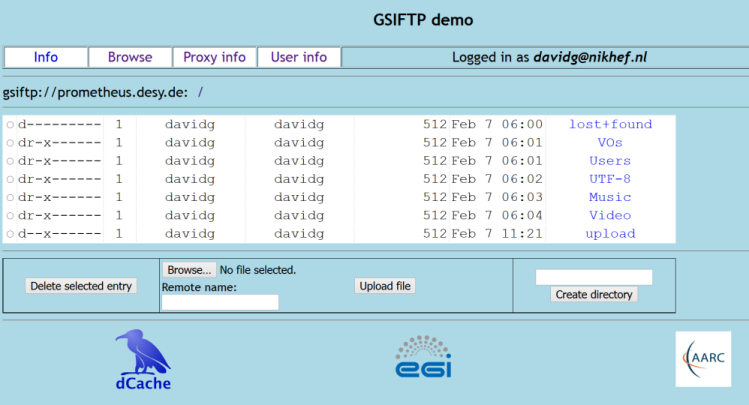 GSIFTP demo
Info Browse Proxy info User info Logged in as davidg@nikhef.nl
gsiftp://prometheus.desy.de: /
d--------- 1 davidg davidg 512 Feb 7 06:00 lost+found
dr-x------ 1 davidg davidg 512 Feb 7 06:01 VOs
dr-x------ 1 davidg davidg 512 Feb 7 06:01 Users
dr-x------ 1 davidg davidg 512 Feb 7 06:02 UTF-8
dr-x------ 1 davidg davidg 512 Feb 7 06:03 Music
dr-x------ 1 davidg davidg 512 Feb 7 06:04 Video
d--x------ 1 davidg davidg 512 Feb 7 11:21 upload
Browse... No file selected.
Delete selected entry Remote name: Upload file Create directory
dCache egi AARC